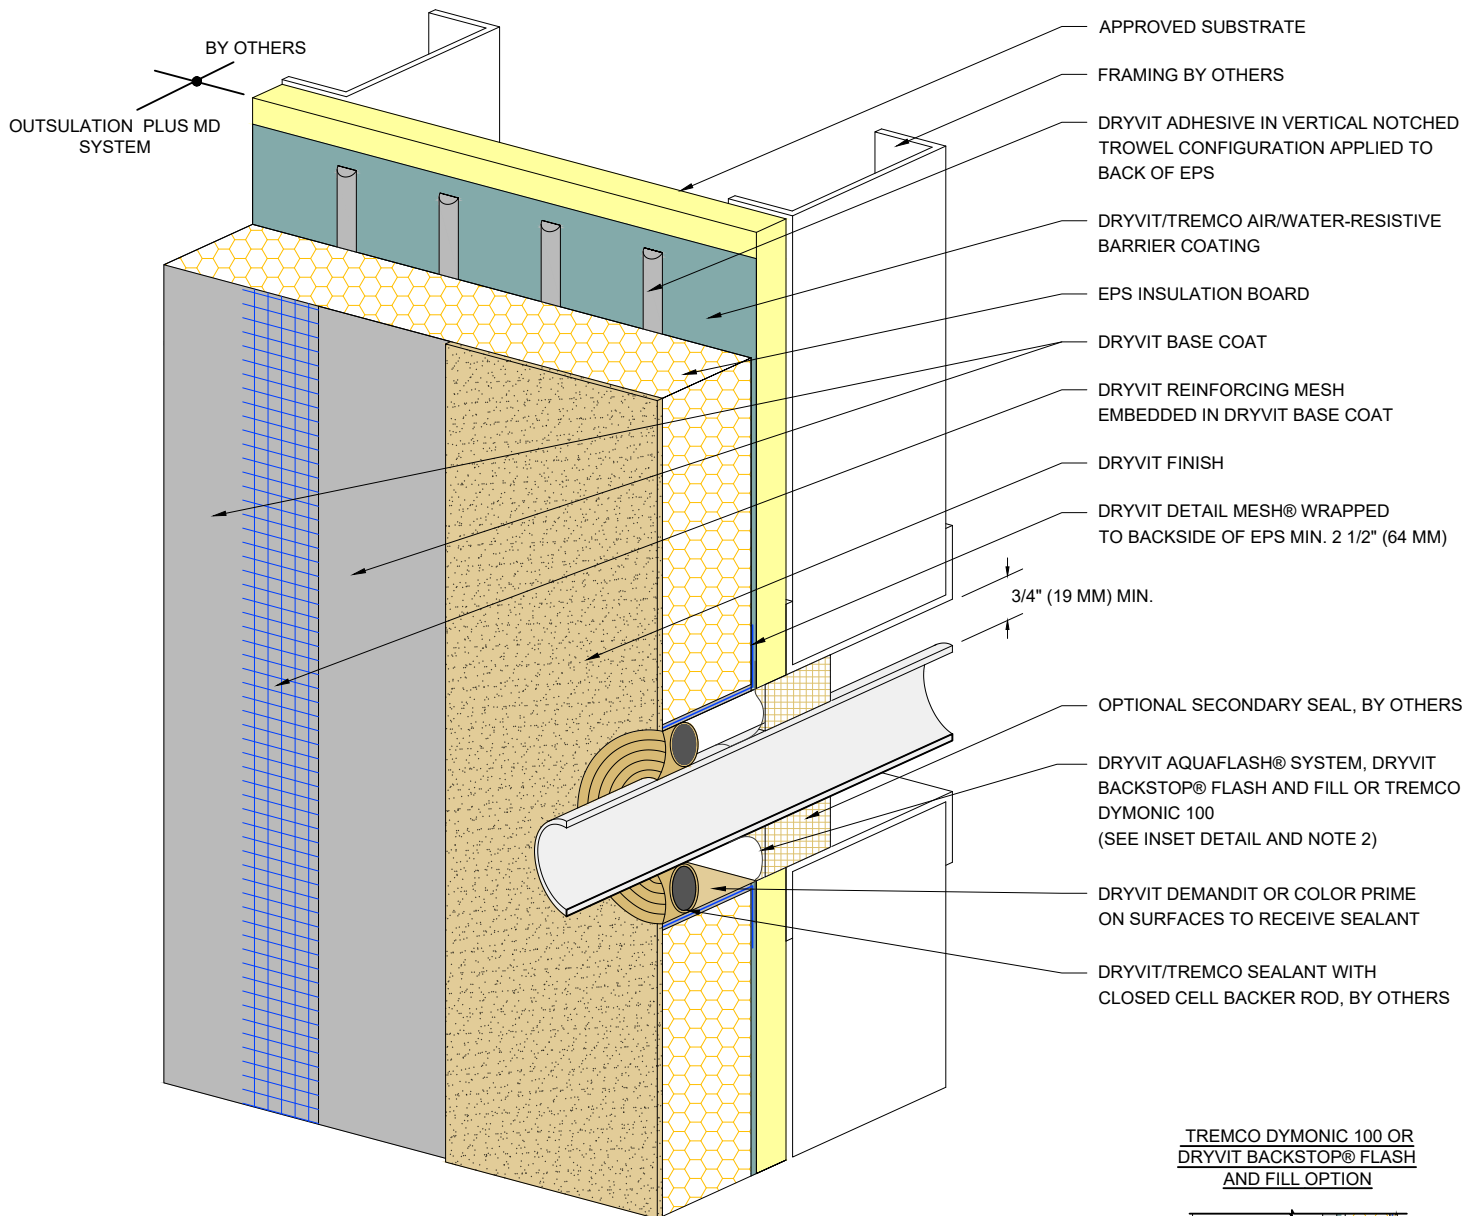 BY OTHERS
OUTSULATION PLUS MD
SYSTEM
APPROVED SUBSTRATE
FRAMING BY OTHERS
DRYVIT ADHESIVE IN VERTICAL NOTCHED
TROWEL CONFIGURATION APPLIED TO
BACK OF EPS
DRYVIT/TREMCO AIR/WATER-RESISTIVE
BARRIER COATING
EPS INSULATION BOARD
DRYVIT BASE COAT
DRYVIT REINFORCING MESH
EMBEDDED IN DRYVIT BASE COAT
DRYVIT FINISH
DRYVIT DETAIL MESH® WRAPPED
TO BACKSIDE OF EPS MIN. 2 1/2" (64 MM)
3/4" (19 MM) MIN.
OPTIONAL SECONDARY SEAL, BY OTHERS
DRYVIT AQUAFLASH® SYSTEM, DRYVIT
BACKSTOP® FLASH AND FILL OR TREMCO
DYMONIC 100
(SEE INSET DETAIL AND NOTE 2)
DRYVIT DEMANDIT OR COLOR PRIME
ON SURFACES TO RECEIVE SEALANT
DRYVIT/TREMCO SEALANT WITH
CLOSED CELL BACKER ROD, BY OTHERS
TREMCO DYMONIC 100 OR
DRYVIT BACKSTOP® FLASH
AND FILL OPTION